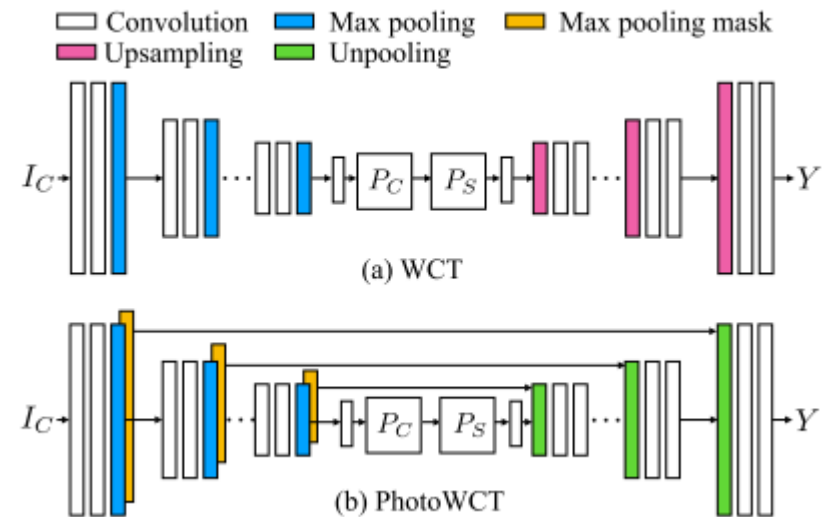 Convolution Max pooling Max pooling mask
Upsampling Unpooling
I_C ... P_C P_S ... Y
(a) WCT
I_C ... P_C P_S ... Y
(b) PhotoWCT